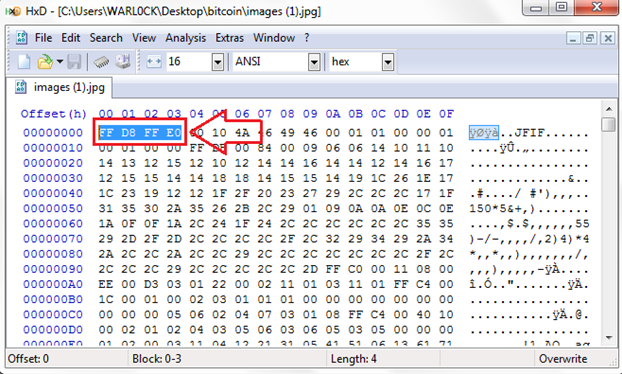 HxD - [C:\Users\WARL0CK\Desktop\bitcoin\images (1).jpg]
File Edit Search View Analysis Extras Window ?
16 ANSI hex
images (1).jpg
Offset(h) 00 01 02 03 04 05 06 07 08 09 0A 0B 0C 0D 0E 0F
00000000 FF D8 FF E0 00 10 4A 46 49 46 00 01 01 00 00 01 ÿØÿà..JFIF......
00000010 00 01 00 00 FF DB 00 84 00 09 06 06 14 10 11 10 ....ÿÛ.„........
00000020 14 13 12 15 12 10 12 14 14 16 14 14 12 14 16 17 ................
00000030 12 15 15 14 14 18 18 14 15 15 14 19 1C 26 1E 17 .............&..
00000040 1C 23 19 12 12 1F 2F 20 23 27 29 2C 2C 2C 17 1F .#..../ #'),,,..
00000050 31 35 30 2A 35 26 2B 2C 29 01 09 0A 0A 0E 0C 0E 150*5&+,).......
00000060 1A 0F 0F 1A 2C 24 1F 24 2C 2C 2C 2C 2C 2C 35 35 ....,$.$,,,,,,55
00000070 29 2D 2F 2D 2C 2C 2C 2C 2F 2C 32 29 34 29 2A 34 )-/-,,,,/,2)4)*4
00000080 2A 2C 2C 2A 2C 2C 29 2C 2C 2C 2C 2C 2C 2C 2F 2C *,,*,,),,,,,,,/,
00000090 2C 2C 2C 29 2C 2C 2C 2C 2C 2D FF C0 00 11 08 00 ,,,),,,,,-ÿÀ....
000000A0 EE 00 D3 03 01 22 00 02 11 01 03 11 01 FF C4 00 î.Ó..".......ÿÄ.
000000B0 1C 00 01 00 02 03 01 01 01 00 00 00 00 00 00 00 ................
000000C0 00 00 00 05 06 02 04 07 03 01 08 FF C4 00 40 10 ...........ÿÄ.@.
000000D0 00 02 01 02 04 03 05 06 03 06 05 03 05 00 00 00 ................
Offset: 0 Block: 0-3 Length: 4 Overwrite